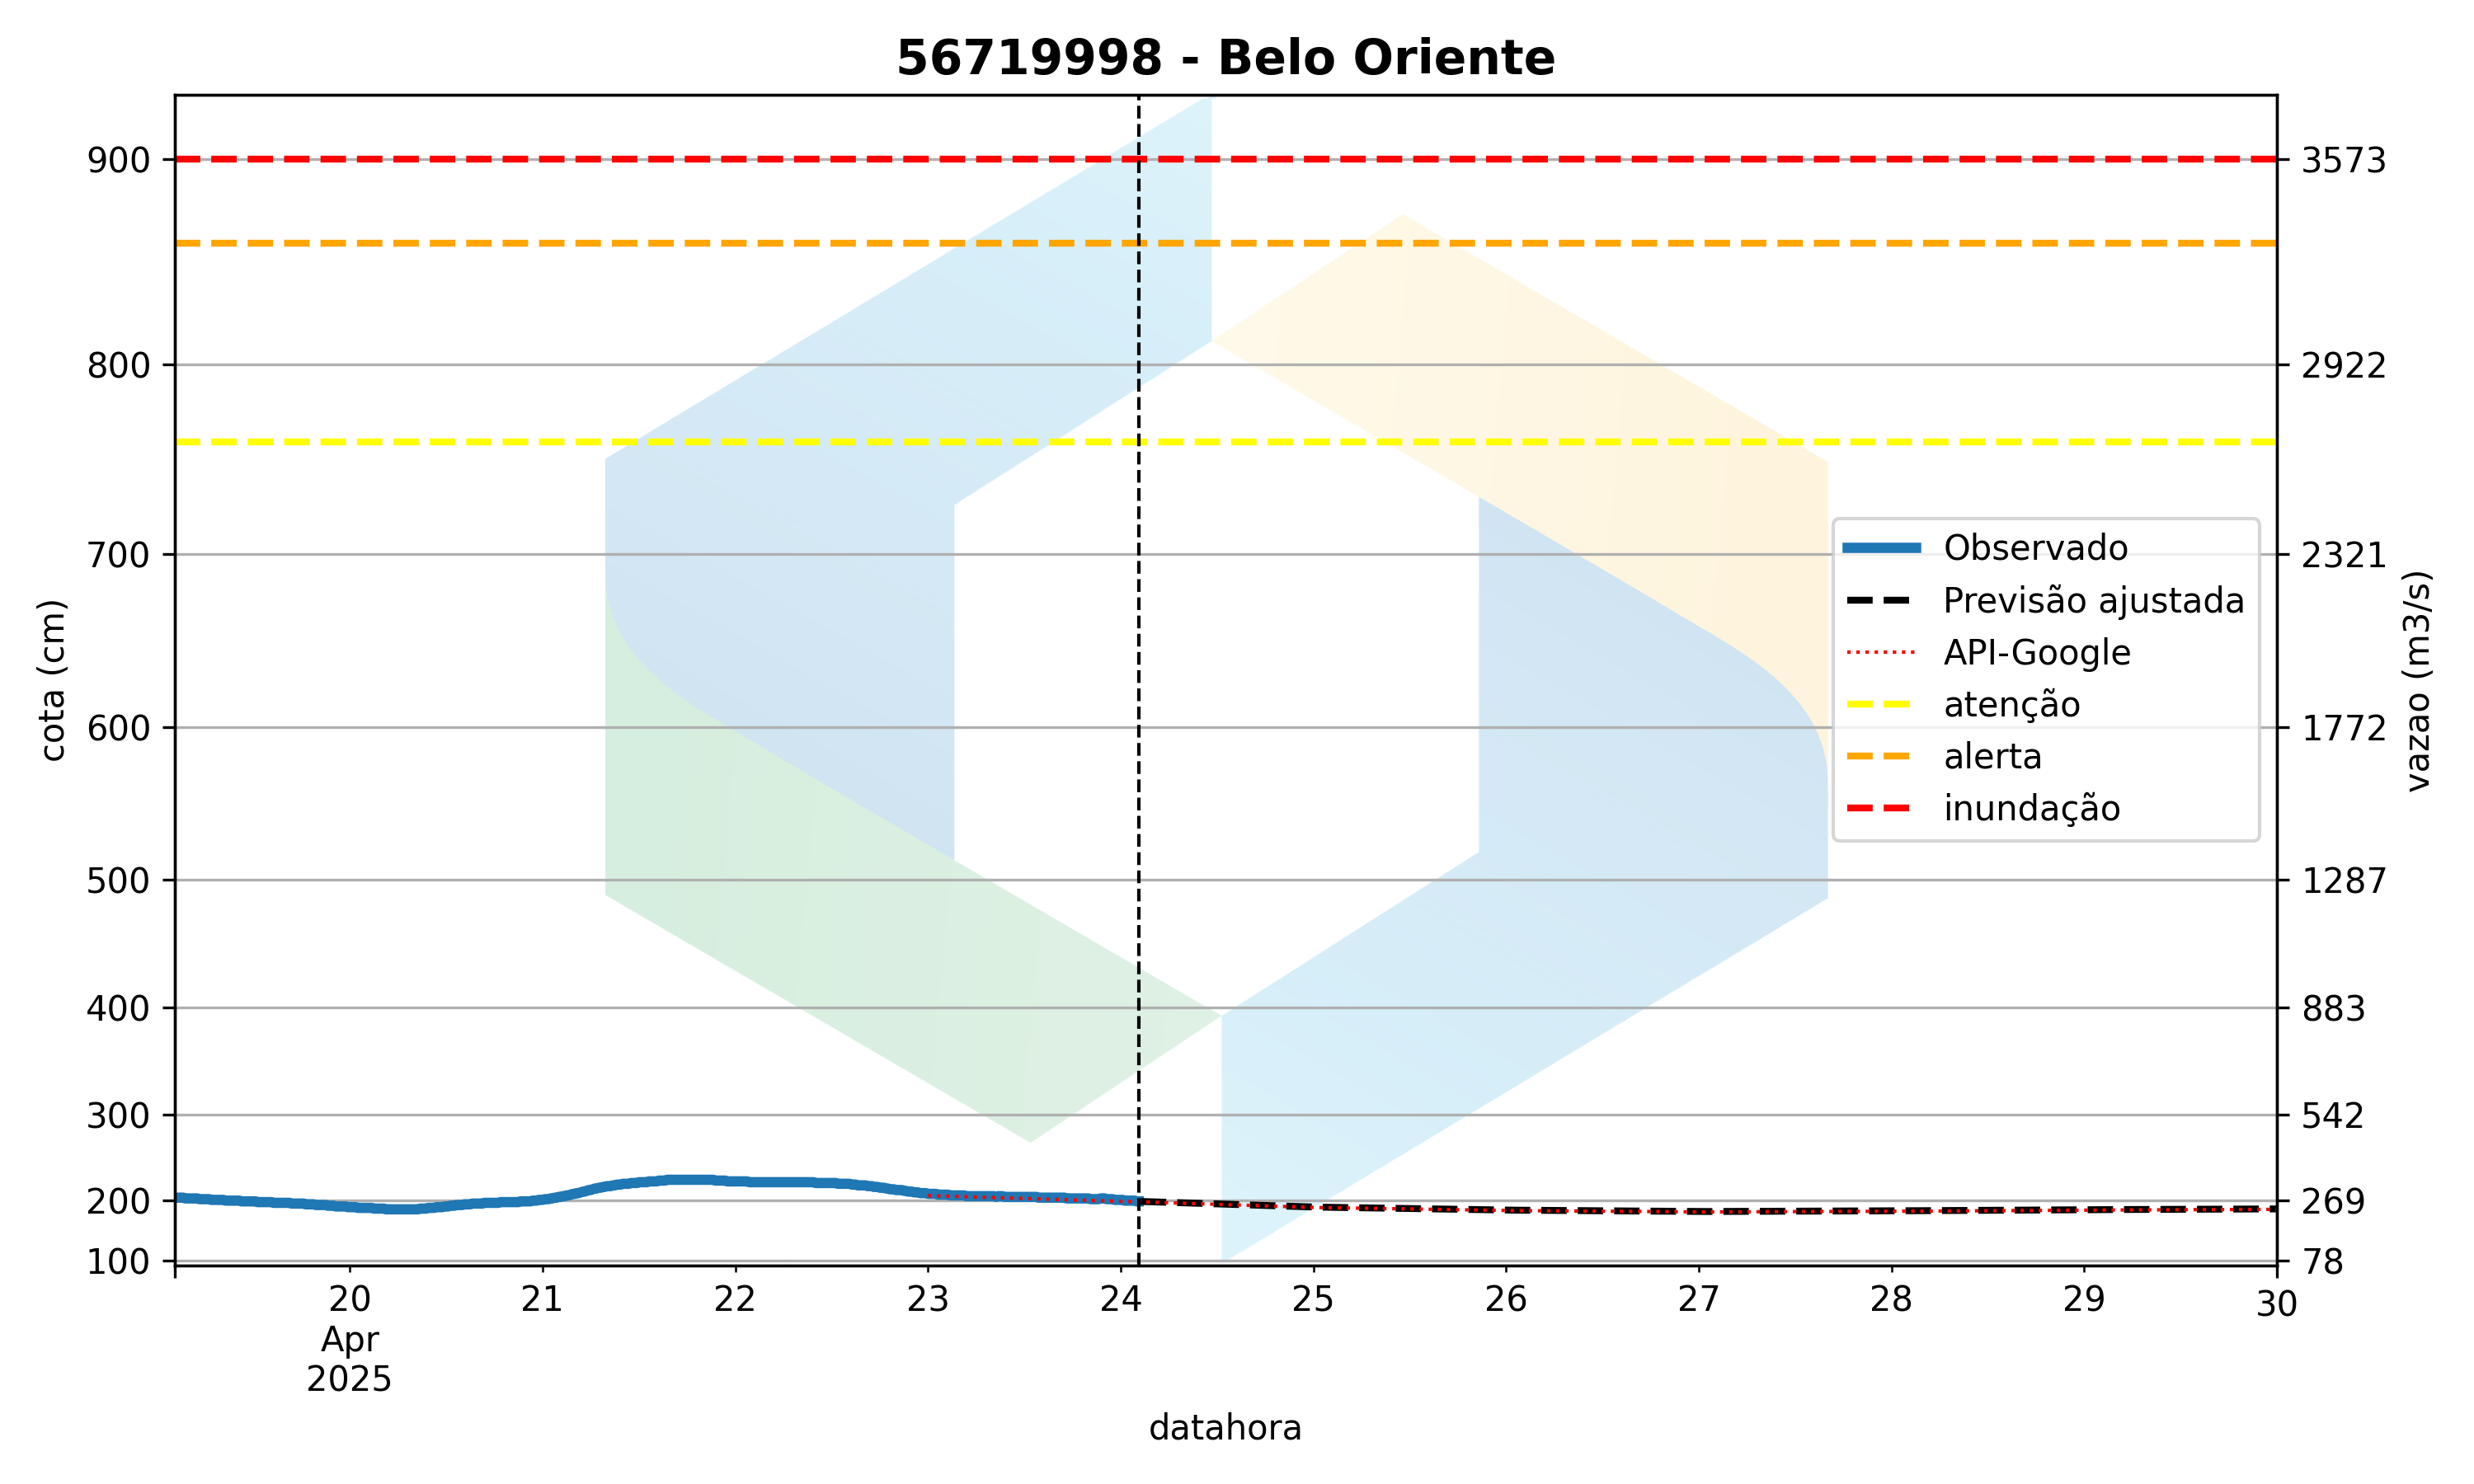 56719998 - Belo Oriente
cota (cm)
900
800
700
600
500
400
300
200
100
3573
2922
2321
1772
1287
883
542
269
78
vazao (m3/s)
Observado
Previsão ajustada
API-Google
atenção
alerta
inundação
20 21 22 23 24 25 26 27 28 29 30
Apr
2025
datahora